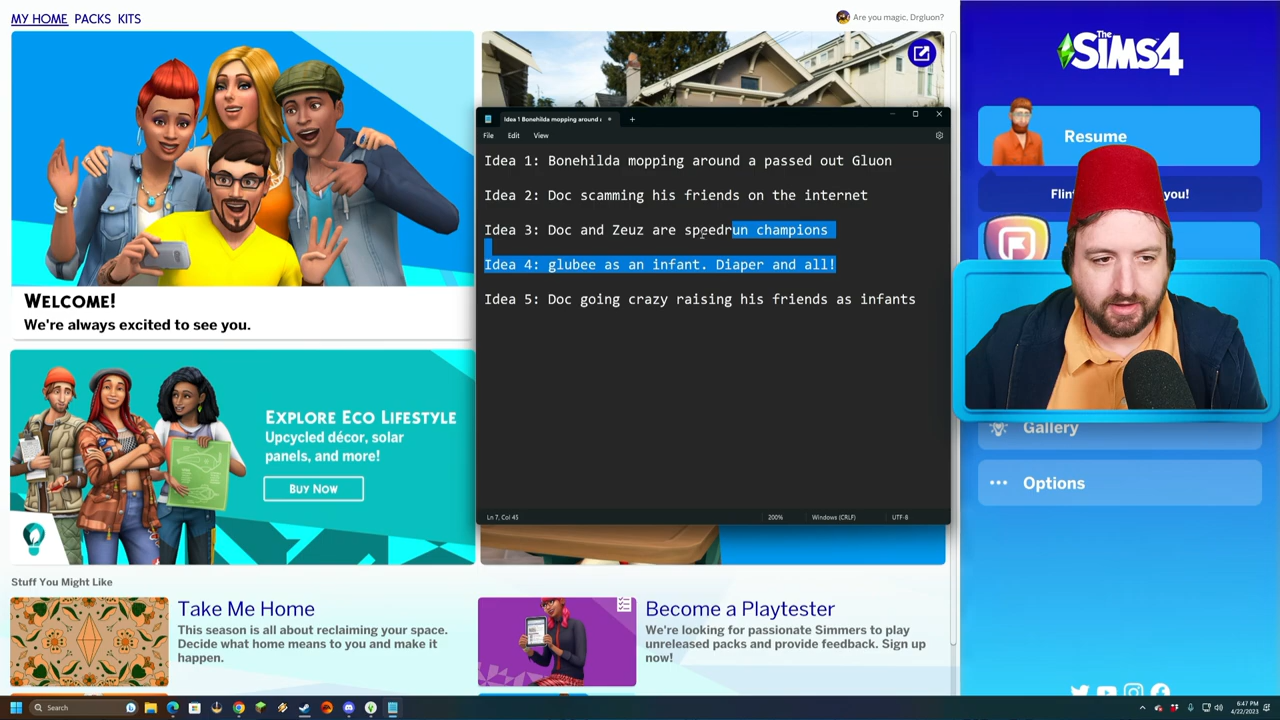 MY HOME PACKS KITS
Are you magic, Drgluon?
WELCOME!
We're always excited to see you.
EXPLORE ECO LIFESTYLE
Upcycled décor, solar
panels, and more!
BUY NOW
Stuff You Might Like
Take Me Home
This season is all about reclaiming your space.
Decide what home means to you and make it
happen.
Become a Playtester
We're looking for passionate Simmers to play
unreleased packs and provide feedback. Sign up
now!
Idea 1 Bonehilda mopping around
File Edit View
Idea 1: Bonehilda mopping around a passed out Gluon
Idea 2: Doc scamming his friends on the internet
Idea 3: Doc and Zeuz are speedrun champions
Idea 4: glubee as an infant. Diaper and all!
Idea 5: Doc going crazy raising his friends as infants
Ln 7, Col 45
200%
Windows (CRLF)
UTF-8
The SIMS4
Resume
you!
Gallery
Options
Search
6:47 PM
4/22/2023